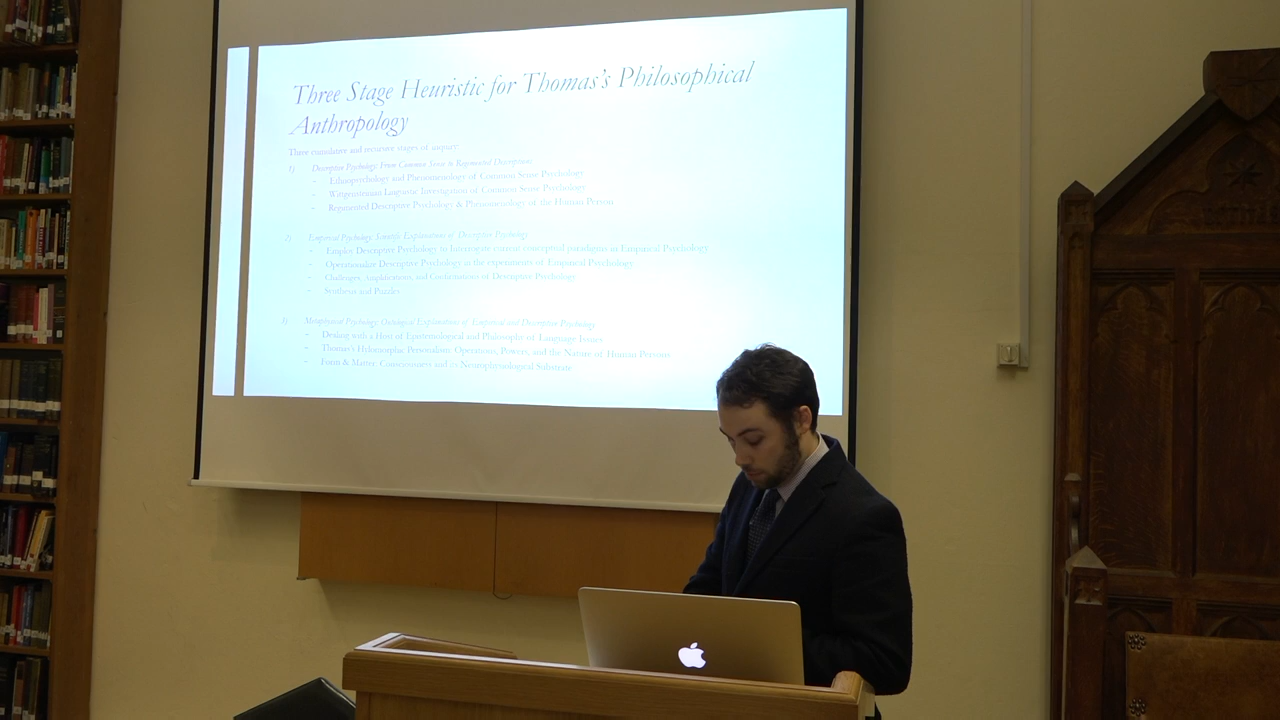 Three Stage Heuristic for Thomas's Philosophical
Anthropology
Three cumulative and recursive stages of inquiry:
1) Descriptive Psychology: From Common Sense to Regimented Descriptions
- Ethnopsychology and Phenomenology of Common Sense Psychology
- Wittgensteinian Linguistic Investigation of Common Sense Psychology
- Regimented Descriptive Psychology & Phenomenology of the Human Person
2) Empirical Psychology: Scientific Explanations of Descriptive Psychology
- Employ Descriptive Psychology to Interrogate current conceptual paradigms in Empirical Psychology
- Operationalize Descriptive Psychology in the experiments of Empirical Psychology
- Challenges, Amplifications, and Confirmations of Descriptive Psychology
- Synthesis and Puzzles
3) Metaphysical Psychology: Ontological Explanations of Empirical and Descriptive Psychology
- Dealing with a Host of Epistemological and Philosophy of Language Issues
- Thomas's Hylomorphic Personalism: Operations, Powers, and the Nature of Human Persons
- Form & Matter: Consciousness and its Neurophysiological Substrate